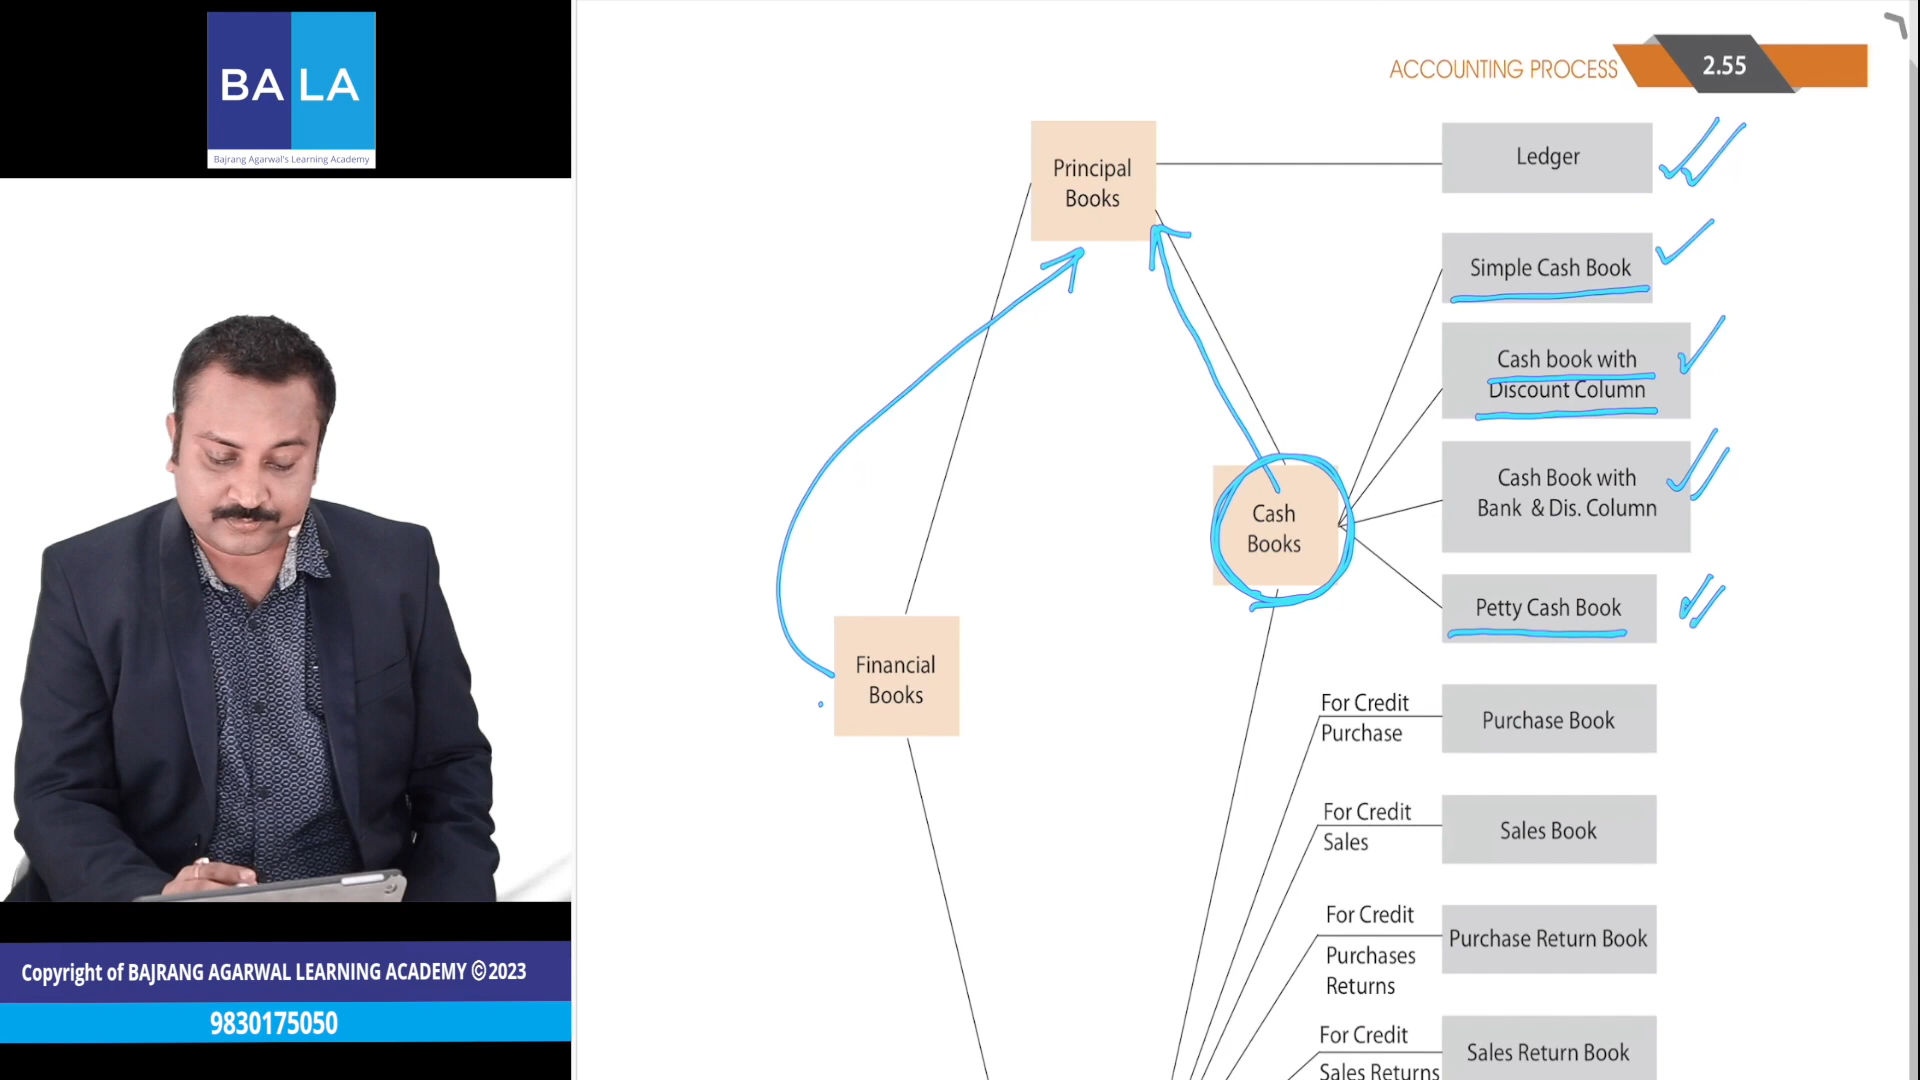 BA LA
Bajrang Agarwal's Learning Academy
ACCOUNTING PROCESS
2.55
Principal
Books
Ledger
Simple Cash Book
Cash book with
Discount Column
Cash Book with
Bank & Dis. Column
Cash
Books
Petty Cash Book
Financial
Books
For Credit
Purchase
Purchase Book
For Credit
Sales
Sales Book
For Credit
Purchases
Returns
Purchase Return Book
For Credit
Sales Returns
Sales Return Book
Copyright of BAJRANG AGARWAL LEARNING ACADEMY ©2023
9830175050